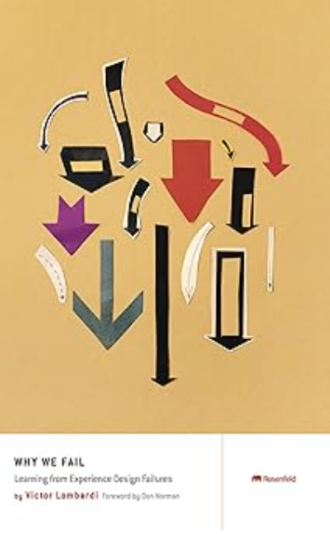 WHY WE FAIL
Learning from Experience Design Failures
by Victor Lombardi Foreword by Don Norman
Rosenfeld